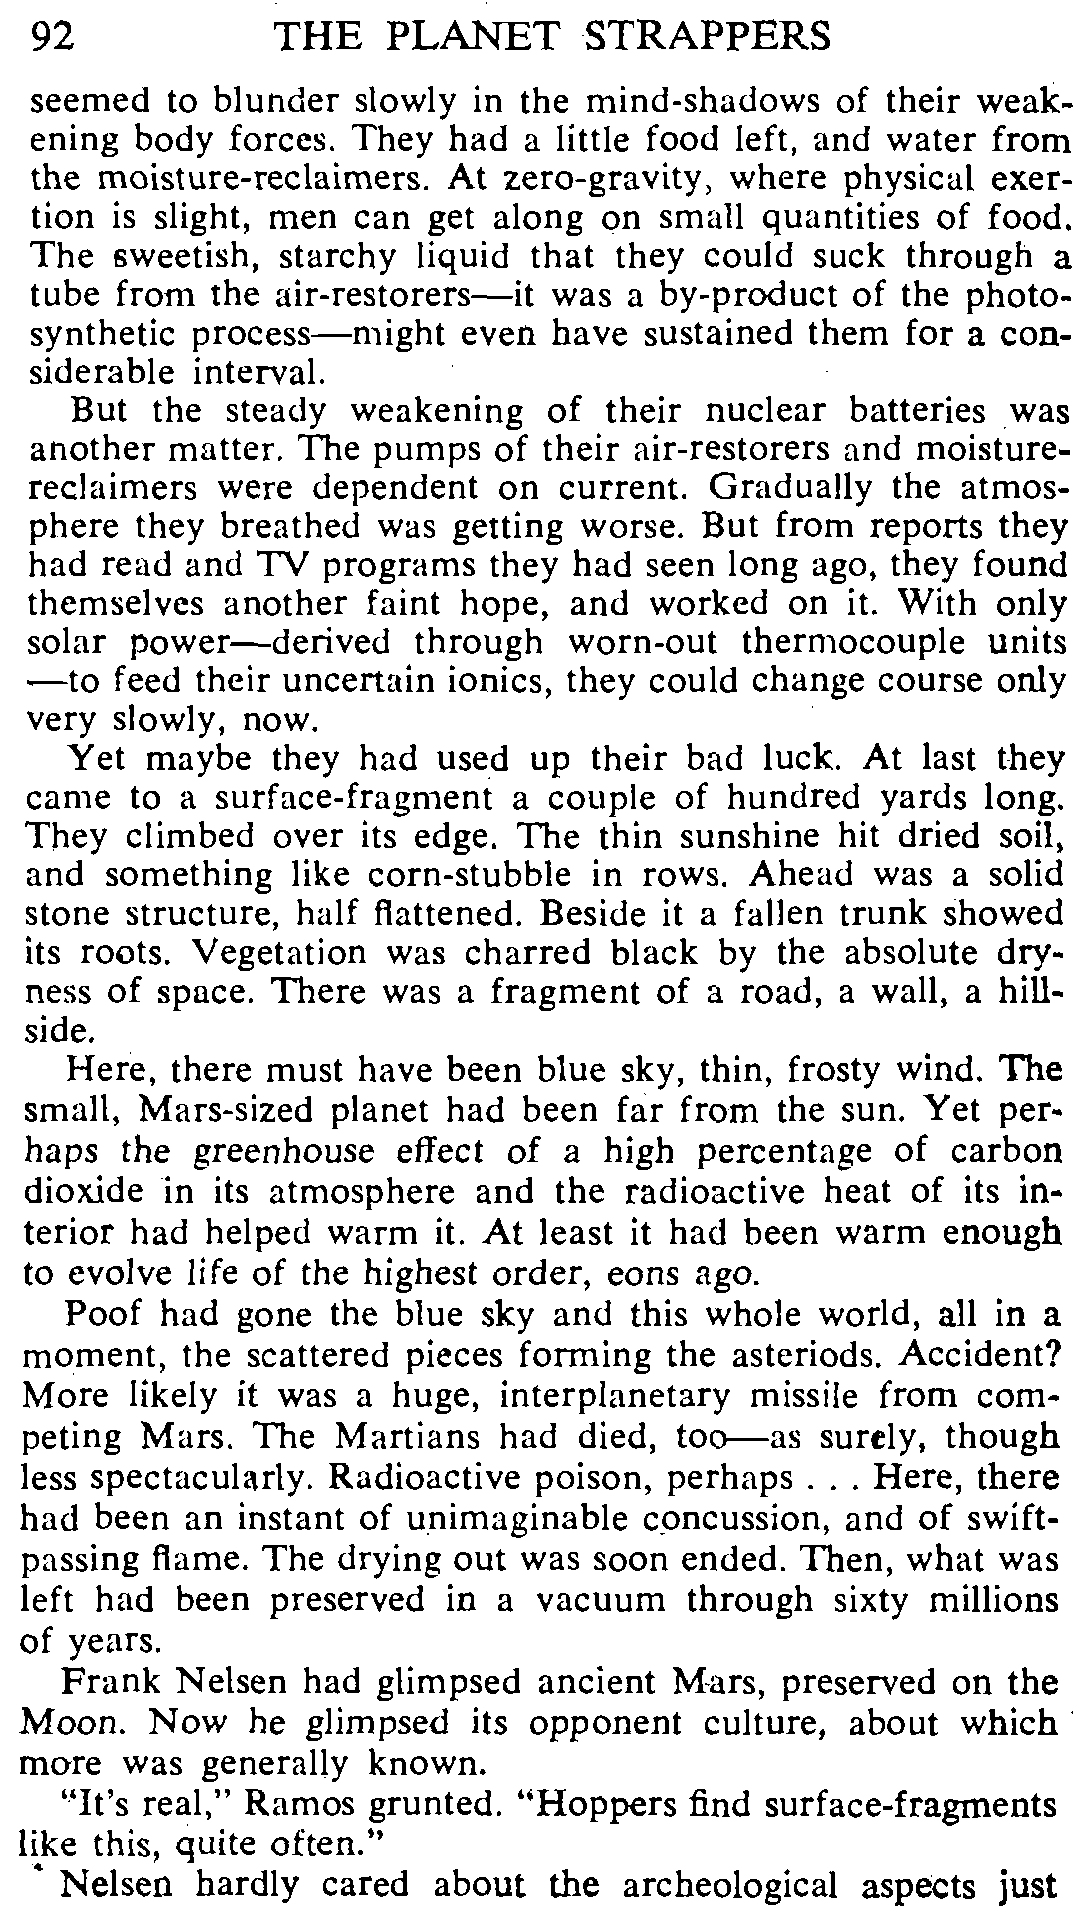 92 THE PLANET STRAPPERS
seemed to blunder slowly in the mind-shadows of their weak-
ening body forces. They had a little food left, and water from
the moisture-reclaimers. At zero-gravity, where physical exer-
tion is slight, men can get along on small quantities of food.
The sweetish, starchy liquid that they could suck through a
tube from the air-restorers—it was a by-product of the photo-
synthetic process—might even have sustained them for a con-
siderable interval.
But the steady weakening of their nuclear batteries was
another matter. The pumps of their air-restorers and moisture-
reclaimers were dependent on current. Gradually the atmos-
phere they breathed was getting worse. But from reports they
had read and TV programs they had seen long ago, they found
themselves another faint hope, and worked on it. With only
solar power—derived through worn-out thermocouple units
—to feed their uncertain ionics, they could change course only
very slowly, now.
Yet maybe they had used up their bad luck. At last they
came to a surface-fragment a couple of hundred yards long.
They climbed over its edge. The thin sunshine hit dried soil,
and something like corn-stubble in rows. Ahead was a solid
stone structure, half flattened. Beside it a fallen trunk showed
its roots. Vegetation was charred black by the absolute dry-
ness of space. There was a fragment of a road, a wall, a hill-
side.
Here, there must have been blue sky, thin, frosty wind. The
small, Mars-sized planet had been far from the sun. Yet per-
haps the greenhouse effect of a high percentage of carbon
dioxide in its atmosphere and the radioactive heat of its in-
terior had helped warm it. At least it had been warm enough
to evolve life of the highest order, eons ago.
Poof had gone the blue sky and this whole world, all in a
moment, the scattered pieces forming the asteriods. Accident?
More likely it was a huge, interplanetary missile from com-
peting Mars. The Martians had died, too—as surely, though
less spectacularly. Radioactive poison, perhaps . . . Here, there
had been an instant of unimaginable concussion, and of swift-
passing flame. The drying out was soon ended. Then, what was
left had been preserved in a vacuum through sixty millions
of years.
Frank Nelsen had glimpsed ancient Mars, preserved on the
Moon. Now he glimpsed its opponent culture, about which
more was generally known.
"It's real," Ramos grunted. "Hoppers find surface-fragments
like this, quite often."
Nelsen hardly cared about the archeological aspects just